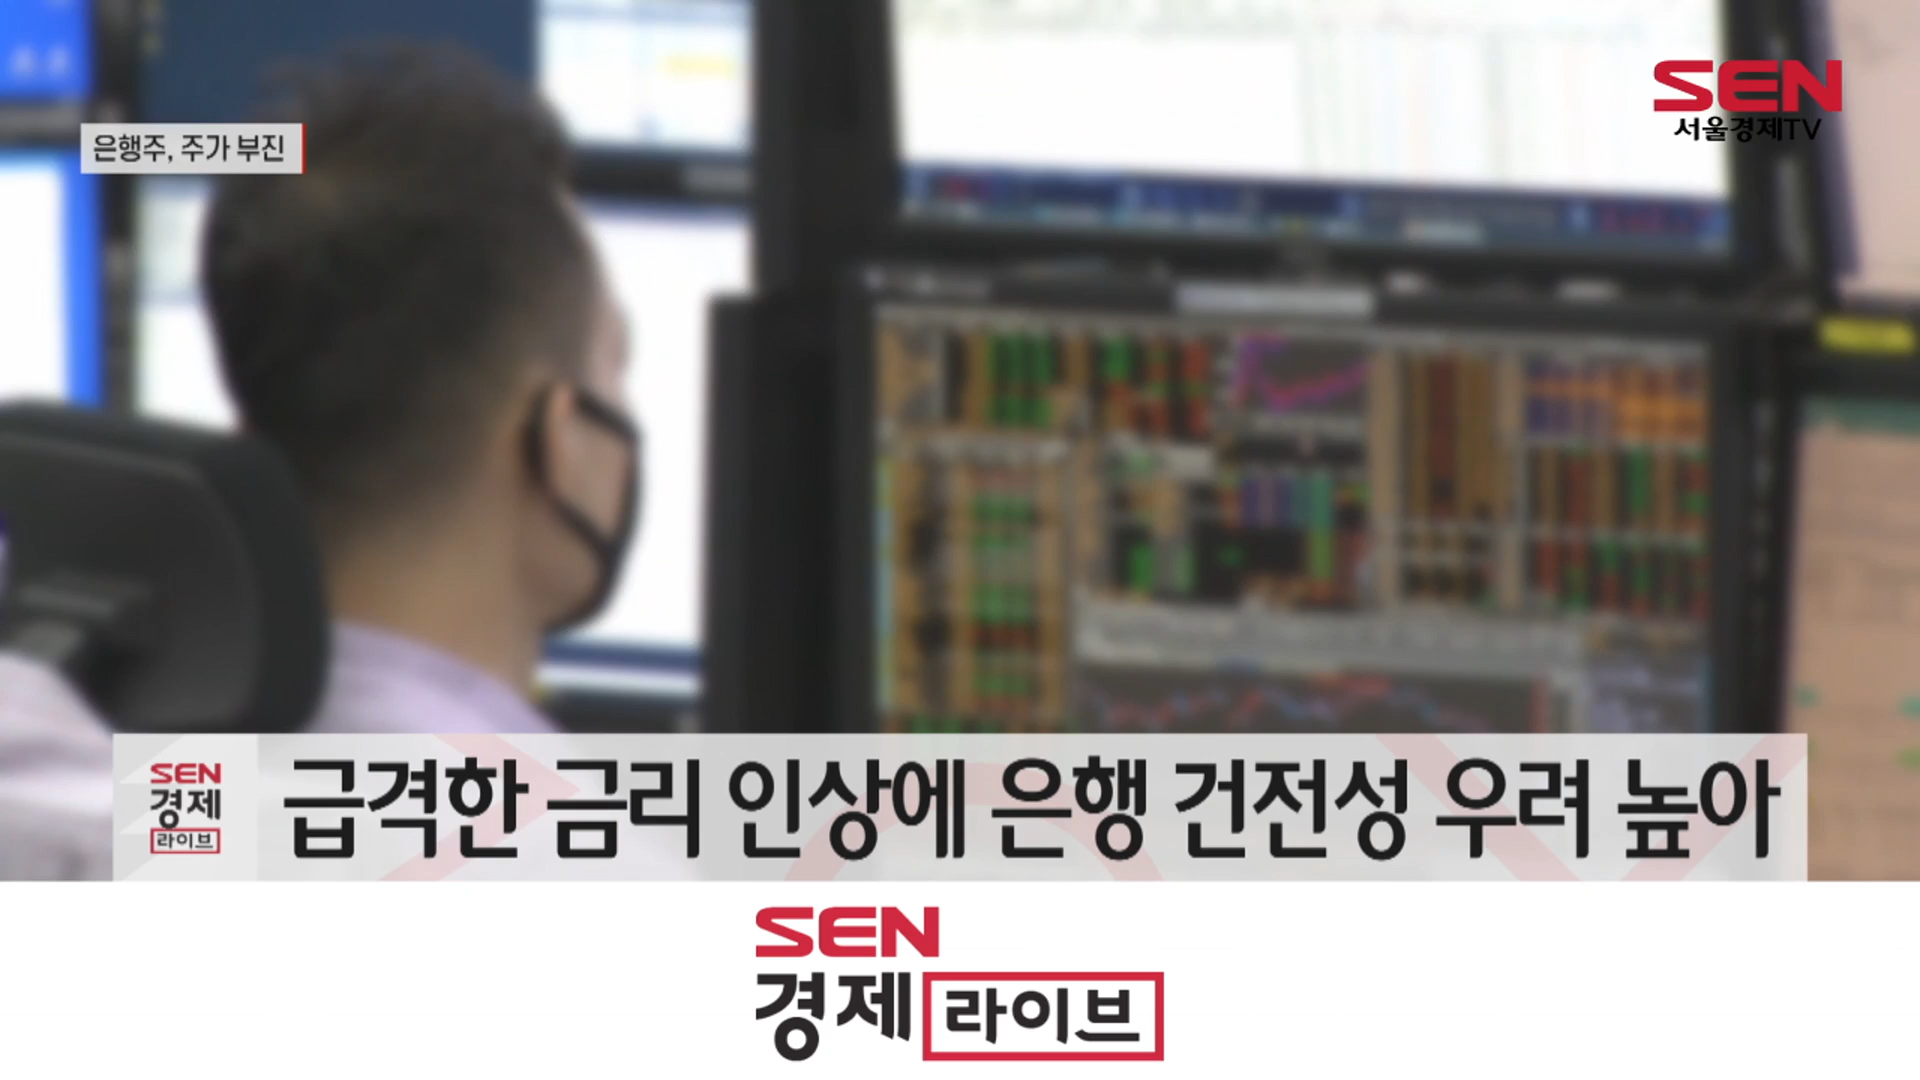 SEN
서울경제TV
은행주, 주가 부진
SEN
경제
라이브
급격한 금리 인상에 은행 건전성 우려 높아
SEN
경제 라이브